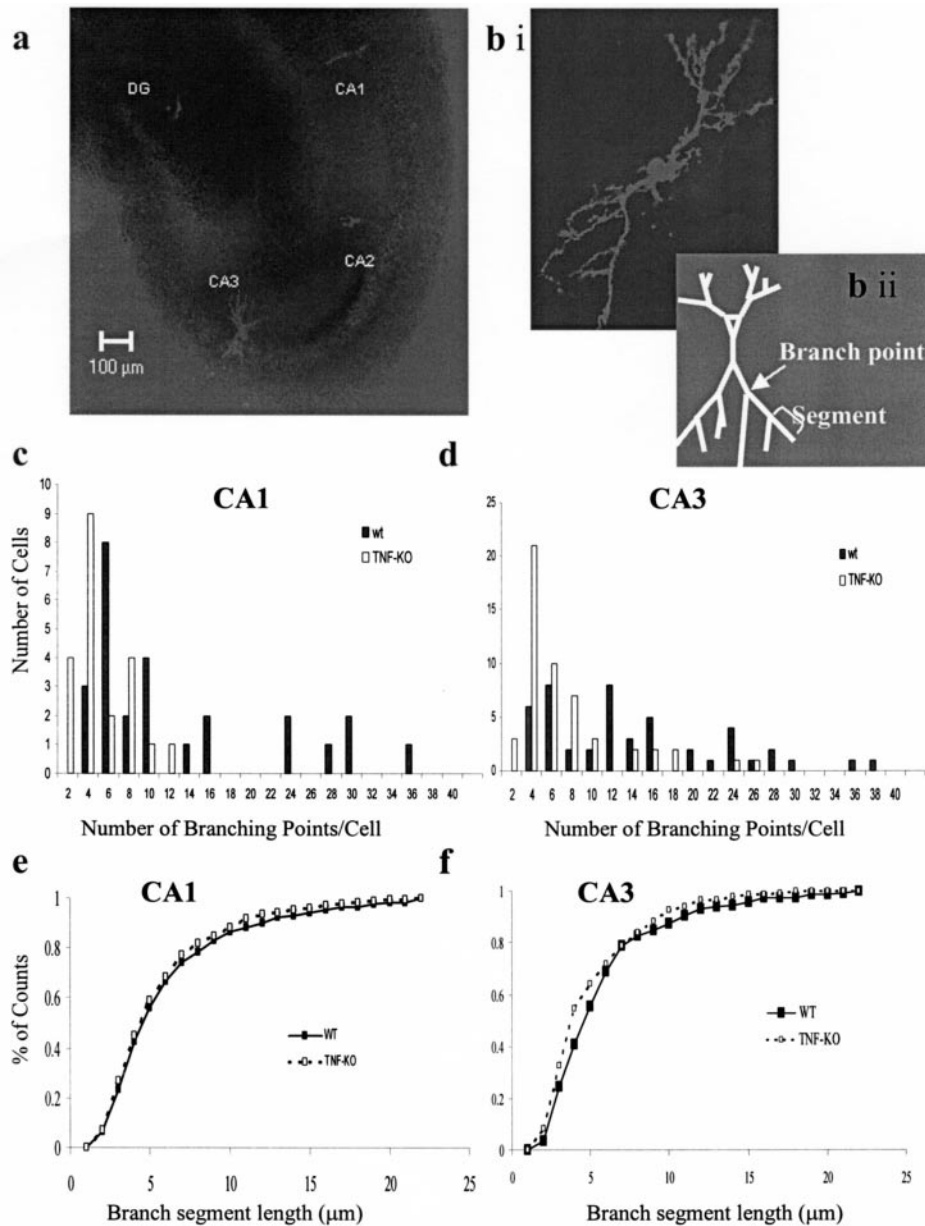 a
DG
CA1
CA2
CA3
100 μm
b i
b ii
Branch point
Segment
c
CA1
10
9
8
7
6
5
4
3
2
1
0
Number of Cells
wt
TNF-KO
2 4 6 8 10 12 14 16 20 22 24 26 28 30 34 36 38 40
Number of Branching Points/Cell
d
CA3
25
20
15
10
5
0
wt
TNF-KO
2 4 6 8 10 12 14 16 18 20 22 24 26 28 30 34 36 38 40
Number of Branching Points/Cell
e
CA1
1
0.8
0.6
0.4
0.2
0
% of Counts
WT
TNF-KO
0 5 10 15 20 25
Branch segment length (μm)
f
CA3
1
0.8
0.6
0.4
0.2
0
WT
TNF-KO
0 5 10 15 20 25
Branch segment length (μm)